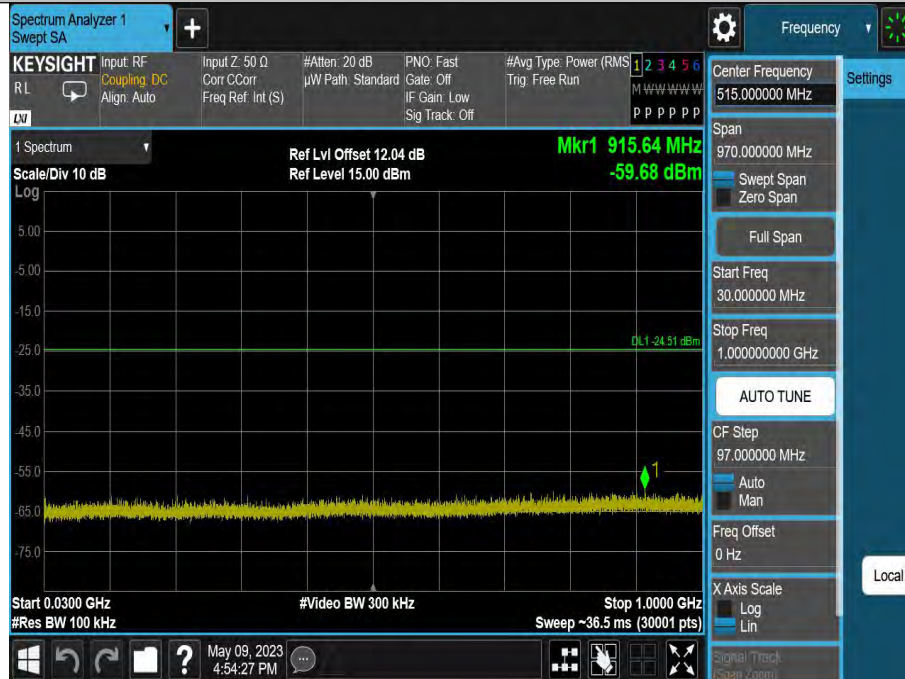 Spectrum Analyzer 1
Swept SA
Frequency
KEYSIGHT
RL
LXI
Input: RF
Coupling: DC
Align: Auto
Input Z: 50 Ω
Corr CCorr
Freq Ref: Int (S)
#Atten: 20 dB
µW Path: Standard
PNO: Fast
Gate: Off
IF Gain: Low
Sig Track: Off
#Avg Type: Power (RMS
Trig: Free Run
1 2 3 4 5 6
M W W W W W
P P P P P P
1 Spectrum
Scale/Div 10 dB
Log
Ref Lvl Offset 12.04 dB
Ref Level 15.00 dBm
Mkr1 915.64 MHz
-59.68 dBm
5.00
-5.00
-15.0
-25.0
DL1 -24.51 dBm
-35.0
-45.0
-55.0
1
-65.0
-75.0
Start 0.0300 GHz
#Res BW 100 kHz
#Video BW 300 kHz
Stop 1.0000 GHz
Sweep ~36.5 ms (30001 pts)
May 09, 2023
4:54:27 PM
Center Frequency
515.000000 MHz
Span
970.000000 MHz
Swept Span
Zero Span
Full Span
Start Freq
30.000000 MHz
Stop Freq
1.000000000 GHz
AUTO TUNE
CF Step
97.000000 MHz
Auto
Man
Freq Offset
0 Hz
X Axis Scale
Log
Lin
Signal Track
(Span Zoom)
Settings
Local